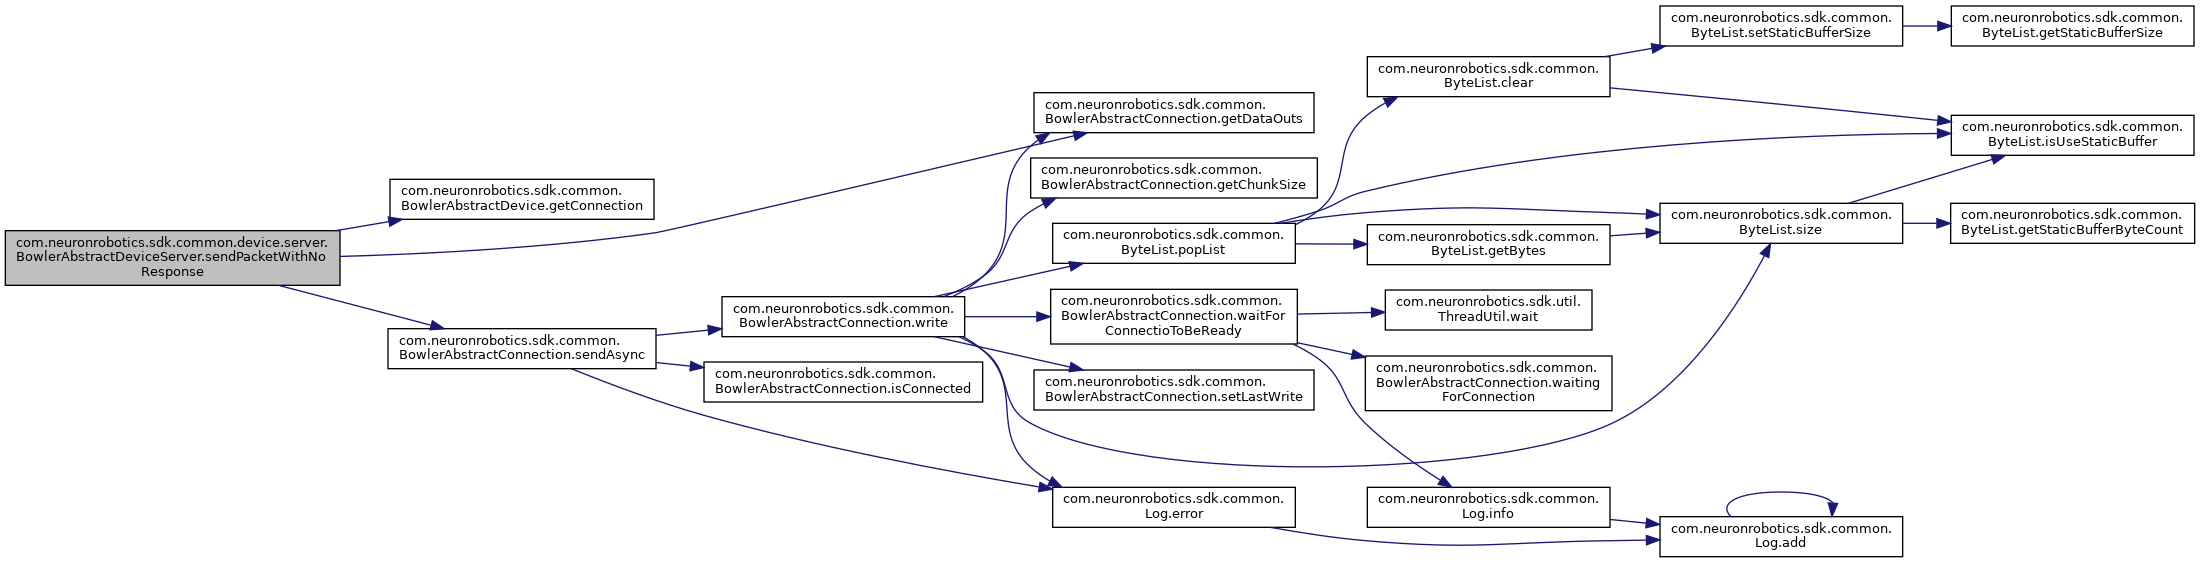 com.neuronrobotics.sdk.common.device.server.
BowlerAbstractDeviceServer.sendPacketWithNo
Response
com.neuronrobotics.sdk.common.
BowlerAbstractDevice.getConnection
com.neuronrobotics.sdk.common.
BowlerAbstractConnection.sendAsync
com.neuronrobotics.sdk.common.
BowlerAbstractConnection.write
com.neuronrobotics.sdk.common.
BowlerAbstractConnection.isConnected
com.neuronrobotics.sdk.common.
BowlerAbstractConnection.getDataOuts
com.neuronrobotics.sdk.common.
BowlerAbstractConnection.getChunkSize
com.neuronrobotics.sdk.common.
ByteList.popList
com.neuronrobotics.sdk.common.
BowlerAbstractConnection.waitFor
ConnectioToBeReady
com.neuronrobotics.sdk.common.
BowlerAbstractConnection.setLastWrite
com.neuronrobotics.sdk.common.
Log.error
com.neuronrobotics.sdk.common.
ByteList.clear
com.neuronrobotics.sdk.common.
ByteList.getBytes
com.neuronrobotics.sdk.util.
ThreadUtil.wait
com.neuronrobotics.sdk.common.
BowlerAbstractConnection.waiting
ForConnection
com.neuronrobotics.sdk.common.
Log.info
com.neuronrobotics.sdk.common.
ByteList.setStaticBufferSize
com.neuronrobotics.sdk.common.
ByteList.size
com.neuronrobotics.sdk.common.
Log.add
com.neuronrobotics.sdk.common.
ByteList.getStaticBufferSize
com.neuronrobotics.sdk.common.
ByteList.isUseStaticBuffer
com.neuronrobotics.sdk.common.
ByteList.getStaticBufferByteCount